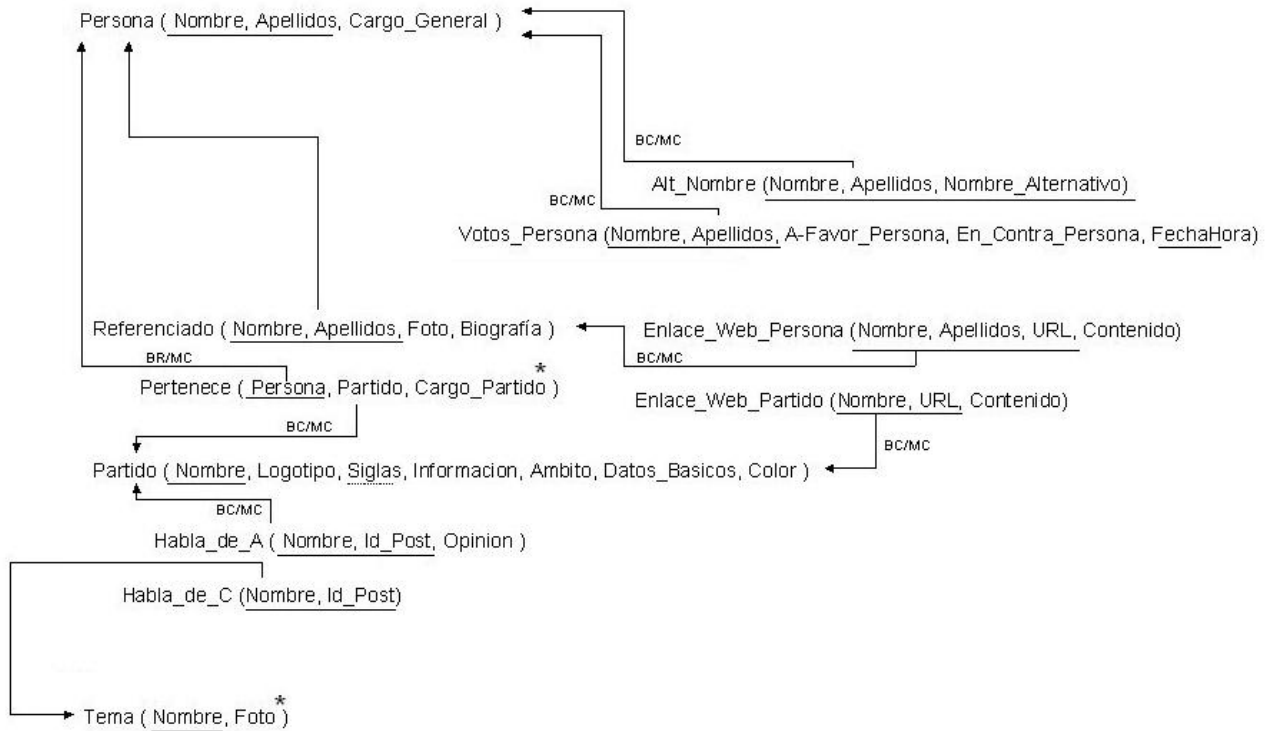 Persona ( Nombre, Apellidos, Cargo_General )
BC/MC
Alt_Nombre (Nombre, Apellidos, Nombre_Alternativo)
BC/MC
Votos_Persona (Nombre, Apellidos, A-Favor_Persona, En_Contra_Persona, FechaHora)
Referenciado ( Nombre, Apellidos, Foto, Biografía )
Enlace_Web_Persona (Nombre, Apellidos, URL, Contenido)
BR/MC
BC/MC
Pertenece ( Persona, Partido, Cargo_Partido* )
Enlace_Web_Partido (Nombre, URL, Contenido)
BC/MC
BC/MC
Partido ( Nombre, Logotipo, Siglas, Informacion, Ambito, Datos_Basicos, Color )
BC/MC
Habla_de_A ( Nombre, Id_Post, Opinion )
Habla_de_C (Nombre, Id_Post)
Tema ( Nombre, Foto* )